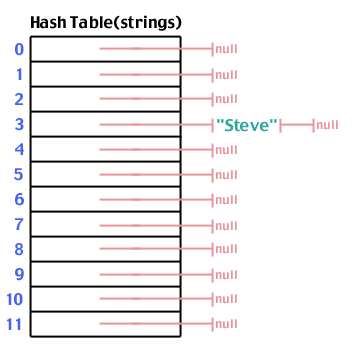 Hash Table(strings)
0 null
1 null
2 null
3 "Steve" null
4 null
5 null
6 null
7 null
8 null
9 null
10 null
11 null